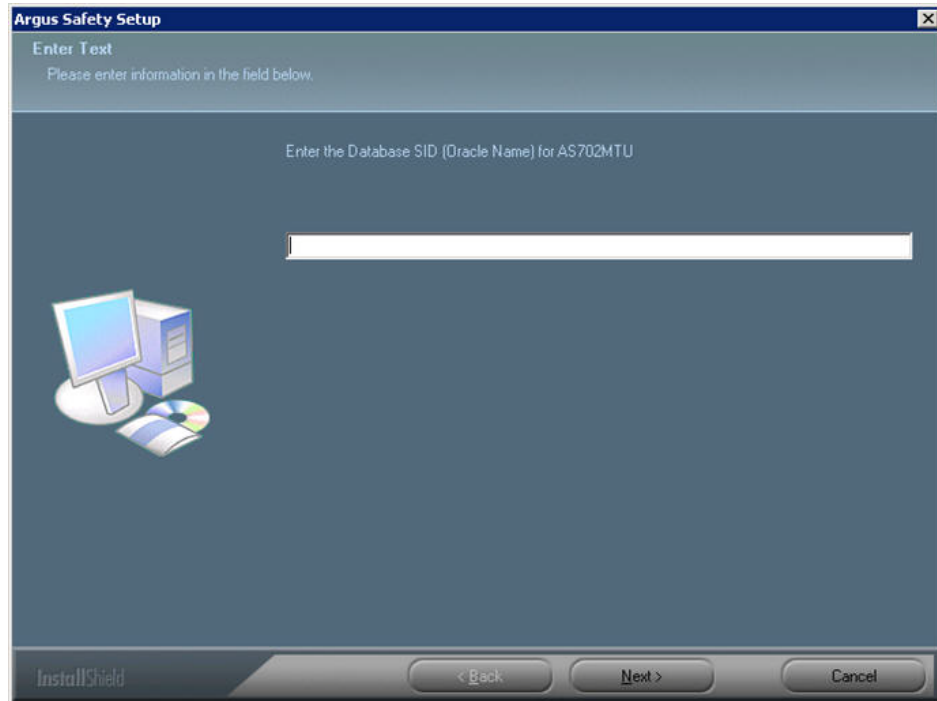 Argus Safety Setup
Enter Text
Please enter information in the field below.
Enter the Database SID (Oracle Name) for AS702MTU
InstallShield
< Back
Next >
Cancel